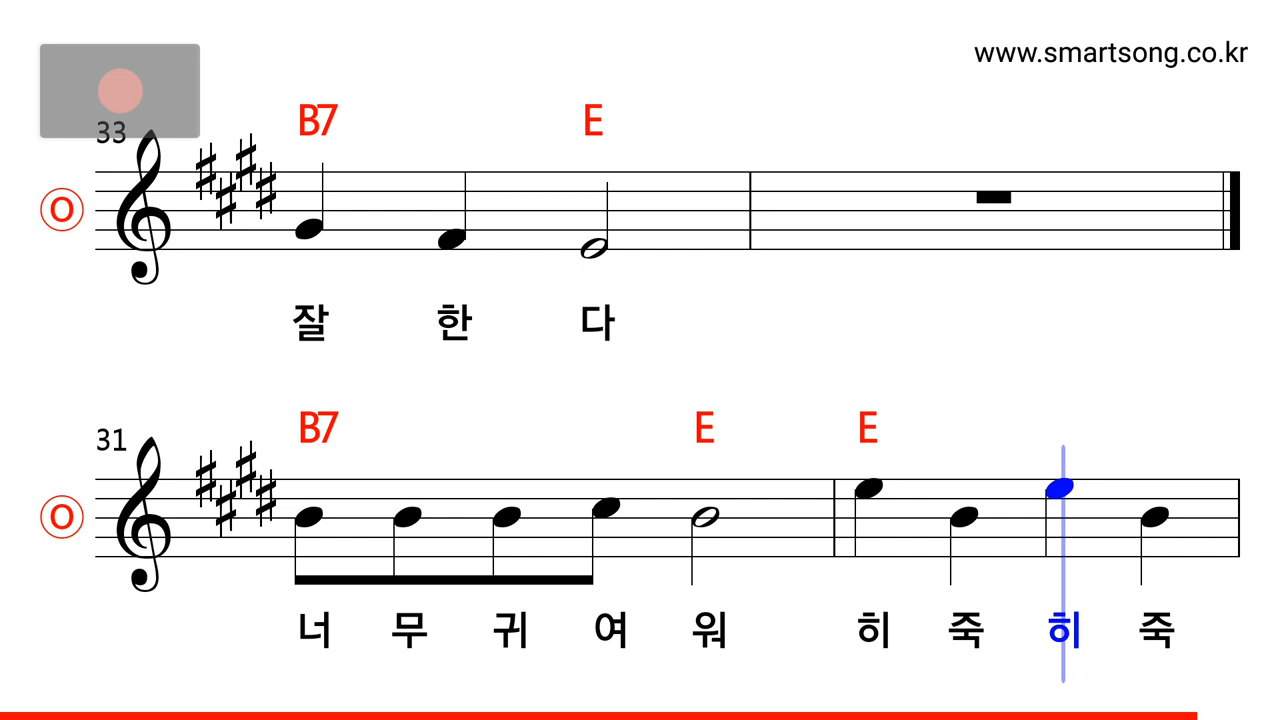 www.smartsong.co.kr
33
B7 E
O
잘 한 다
31
B7 E E
O
너 무 귀 여 워 히 죽 히 죽